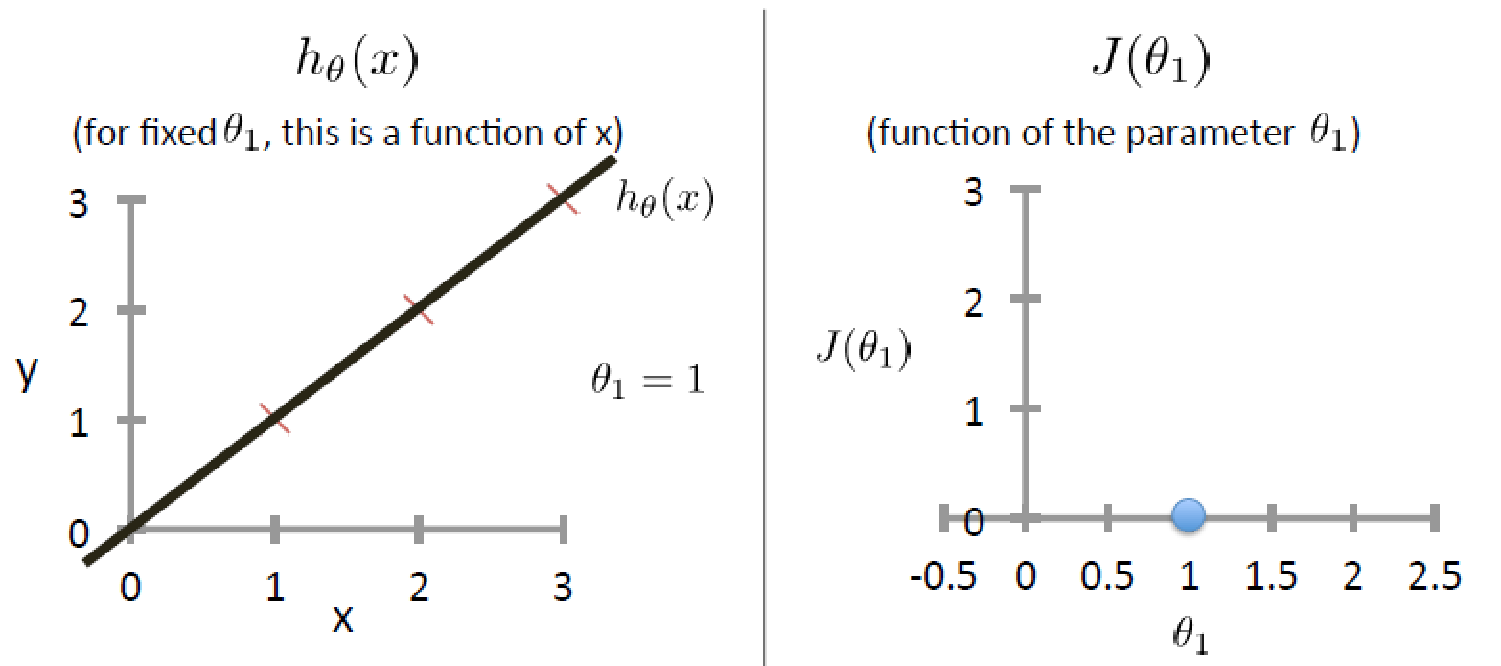 hθ(x)
(for fixed θ₁, this is a function of x)
hθ(x)
3
2
1
0
y
θ₁ = 1
0 1 2 3
x
J(θ₁)
(function of the parameter θ₁)
3
2
1
0
J(θ₁)
-0.5 0 0.5 1 1.5 2 2.5
θ₁